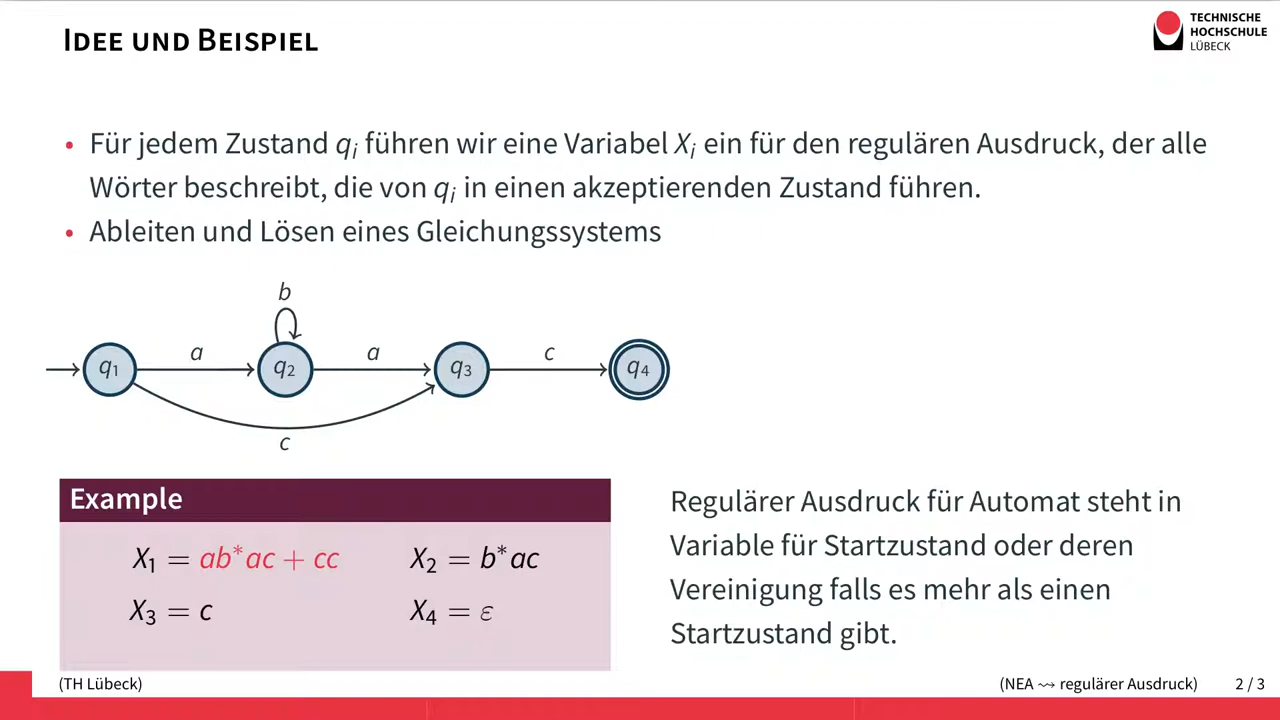 IDEE UND BEISPIEL
TECHNISCHE
HOCHSCHULE
LÜBECK
• Für jedem Zustand qᵢ führen wir eine Variabel Xᵢ ein für den regulären Ausdruck, der alle
Wörter beschreibt, die von qᵢ in einen akzeptierenden Zustand führen.
• Ableiten und Lösen eines Gleichungssystems
b
q₁ a q₂ a q₃ c q₄
c
Example
X₁ = ab*ac + cc X₂ = b*ac
X₃ = c X₄ = ε
Regulärer Ausdruck für Automat steht in
Variable für Startzustand oder deren
Vereinigung falls es mehr als einen
Startzustand gibt.
(TH Lübeck) (NEA ⇝ regulärer Ausdruck) 2 / 3